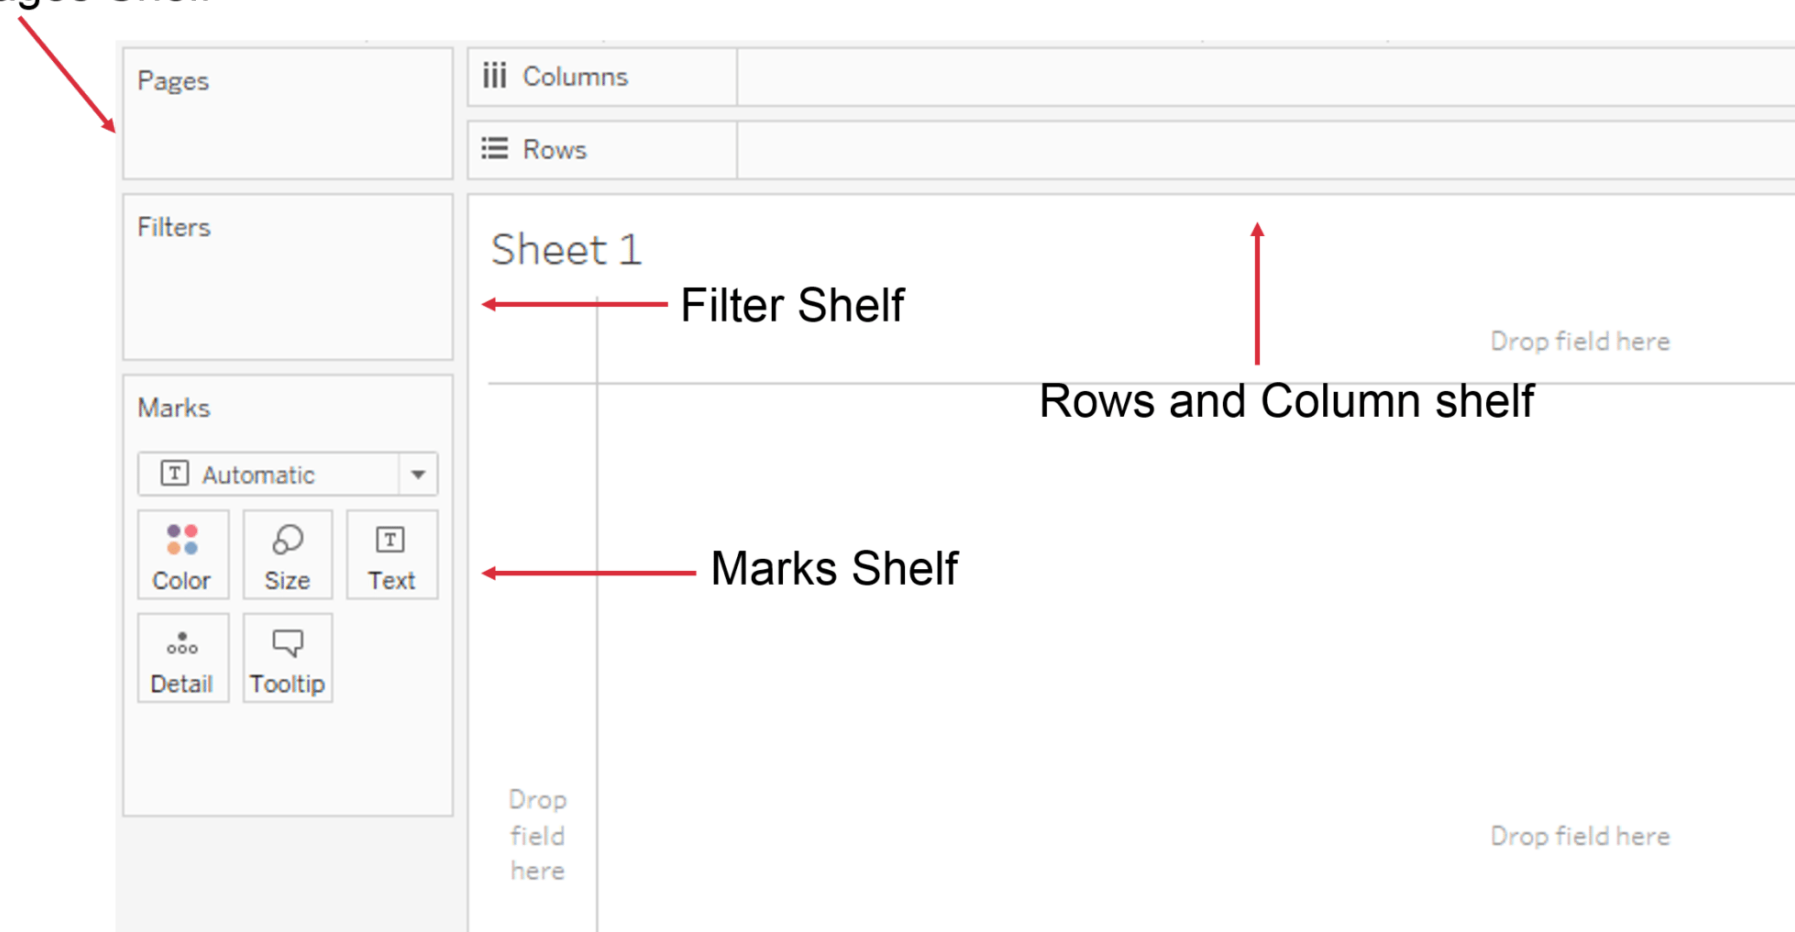 Pages
Columns
Rows
Filters
Sheet 1
Filter Shelf
Drop field here
Rows and Column shelf
Marks
Automatic
Color
Size
Text
Marks Shelf
Detail
Tooltip
Drop
field
here
Drop field here